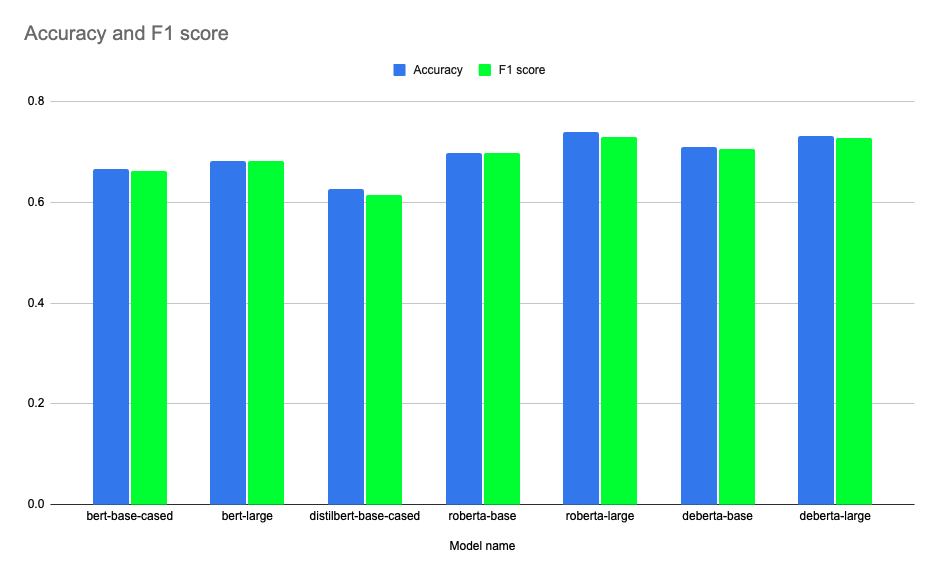 Accuracy and F1 score
Accuracy F1 score
0.8
0.6
0.4
0.2
0.0
bert-base-cased bert-large distilbert-base-cased roberta-base roberta-large deberta-base deberta-large
Model name